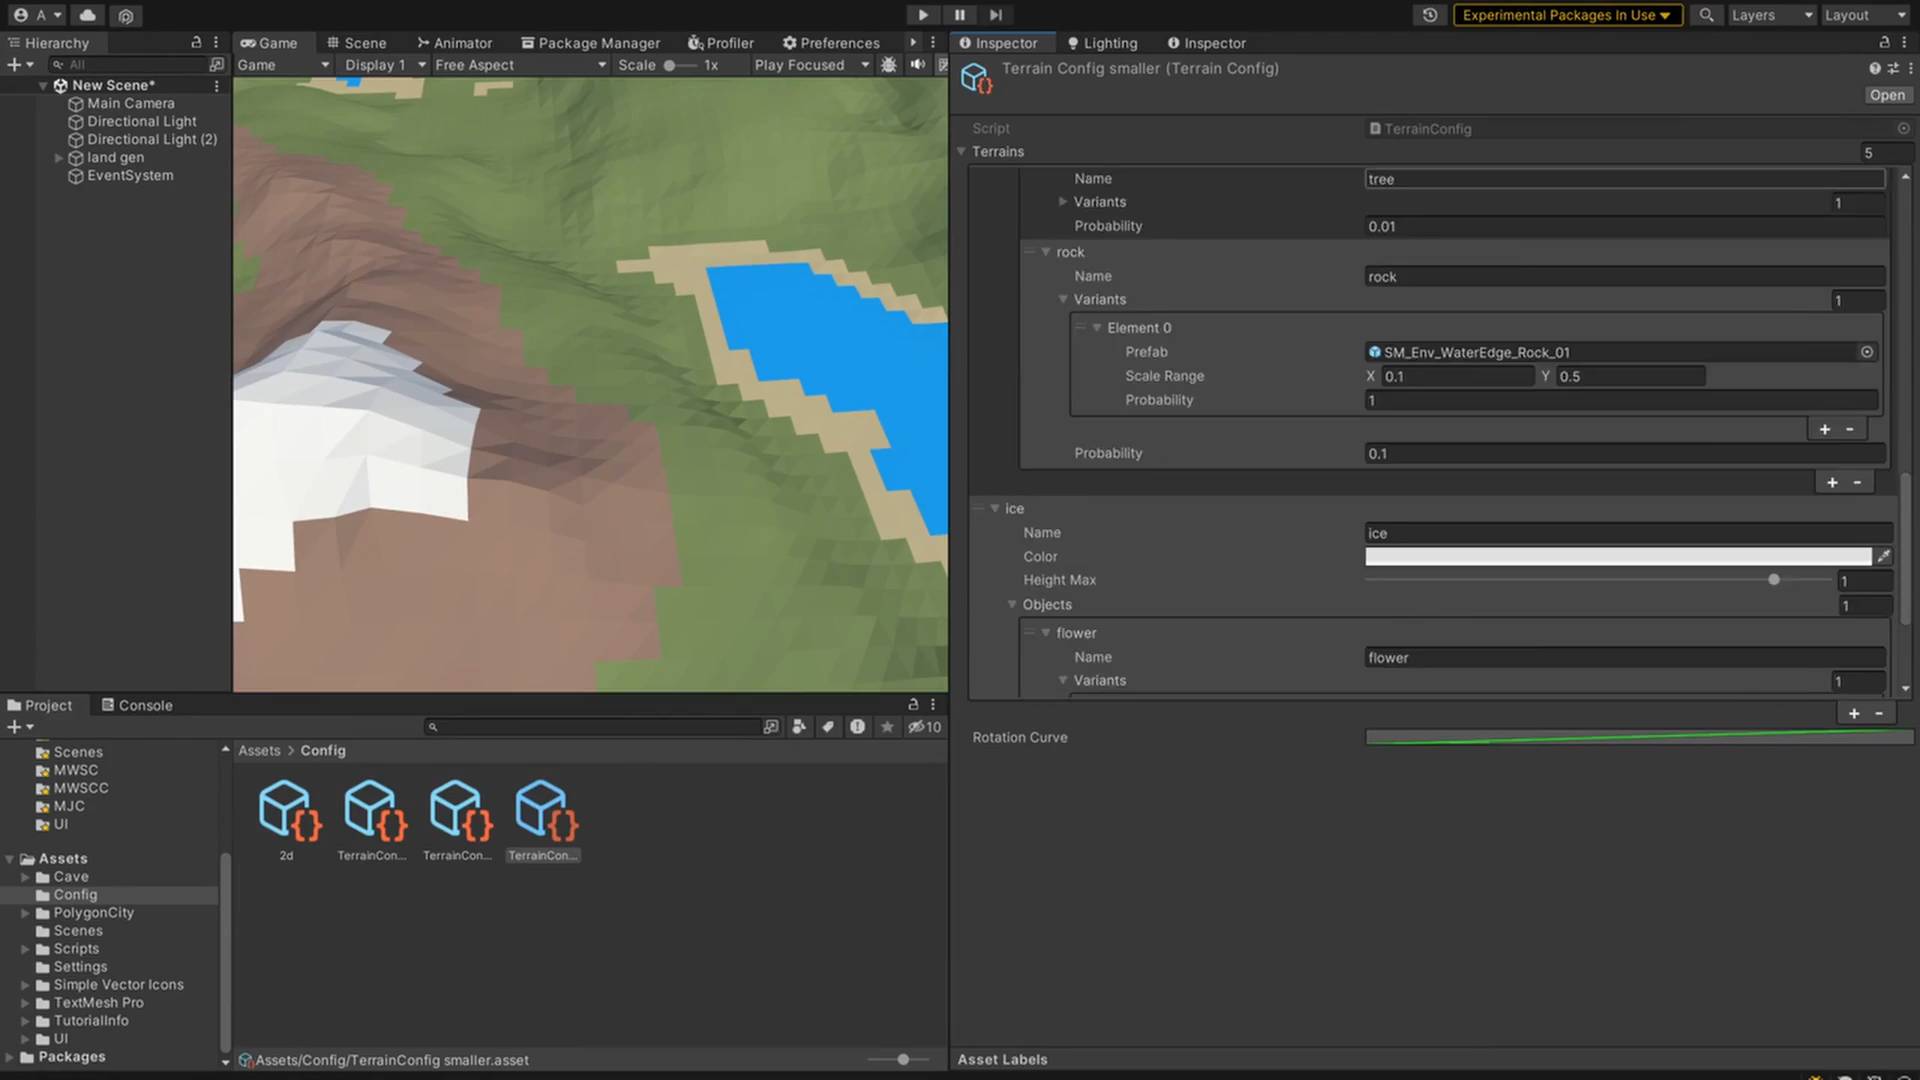 A
Experimental Packages In Use
Layers
Layout
Hierarchy
Game
Scene
Animator
Package Manager
Profiler
Preferences
Inspector
Lighting
Inspector
All
Game
Display 1
Free Aspect
Scale
1x
Play Focused
New Scene*
Main Camera
Directional Light
Directional Light (2)
land gen
EventSystem
Terrain Config smaller (Terrain Config)
Open
Script
TerrainConfig
Terrains
5
Name
tree
Variants
1
Probability
0.01
rock
Name
rock
Variants
1
Element 0
Prefab
SM_Env_WaterEdge_Rock_01
Scale Range
X 0.1
Y 0.5
Probability
1
+ -
Probability
0.1
+ -
ice
Name
ice
Color
Height Max
1
Objects
1
flower
Name
flower
Variants
1
+ -
Rotation Curve
Asset Labels
Project
Console
10
Scenes
MWSC
MWSCC
MJC
UI
Assets
Cave
Config
PolygonCity
Scenes
Scripts
Settings
Simple Vector Icons
TextMesh Pro
TutorialInfo
UI
Packages
Assets > Config
2d
TerrainCon...
TerrainCon...
TerrainCon...
Assets/Config/TerrainConfig smaller.asset